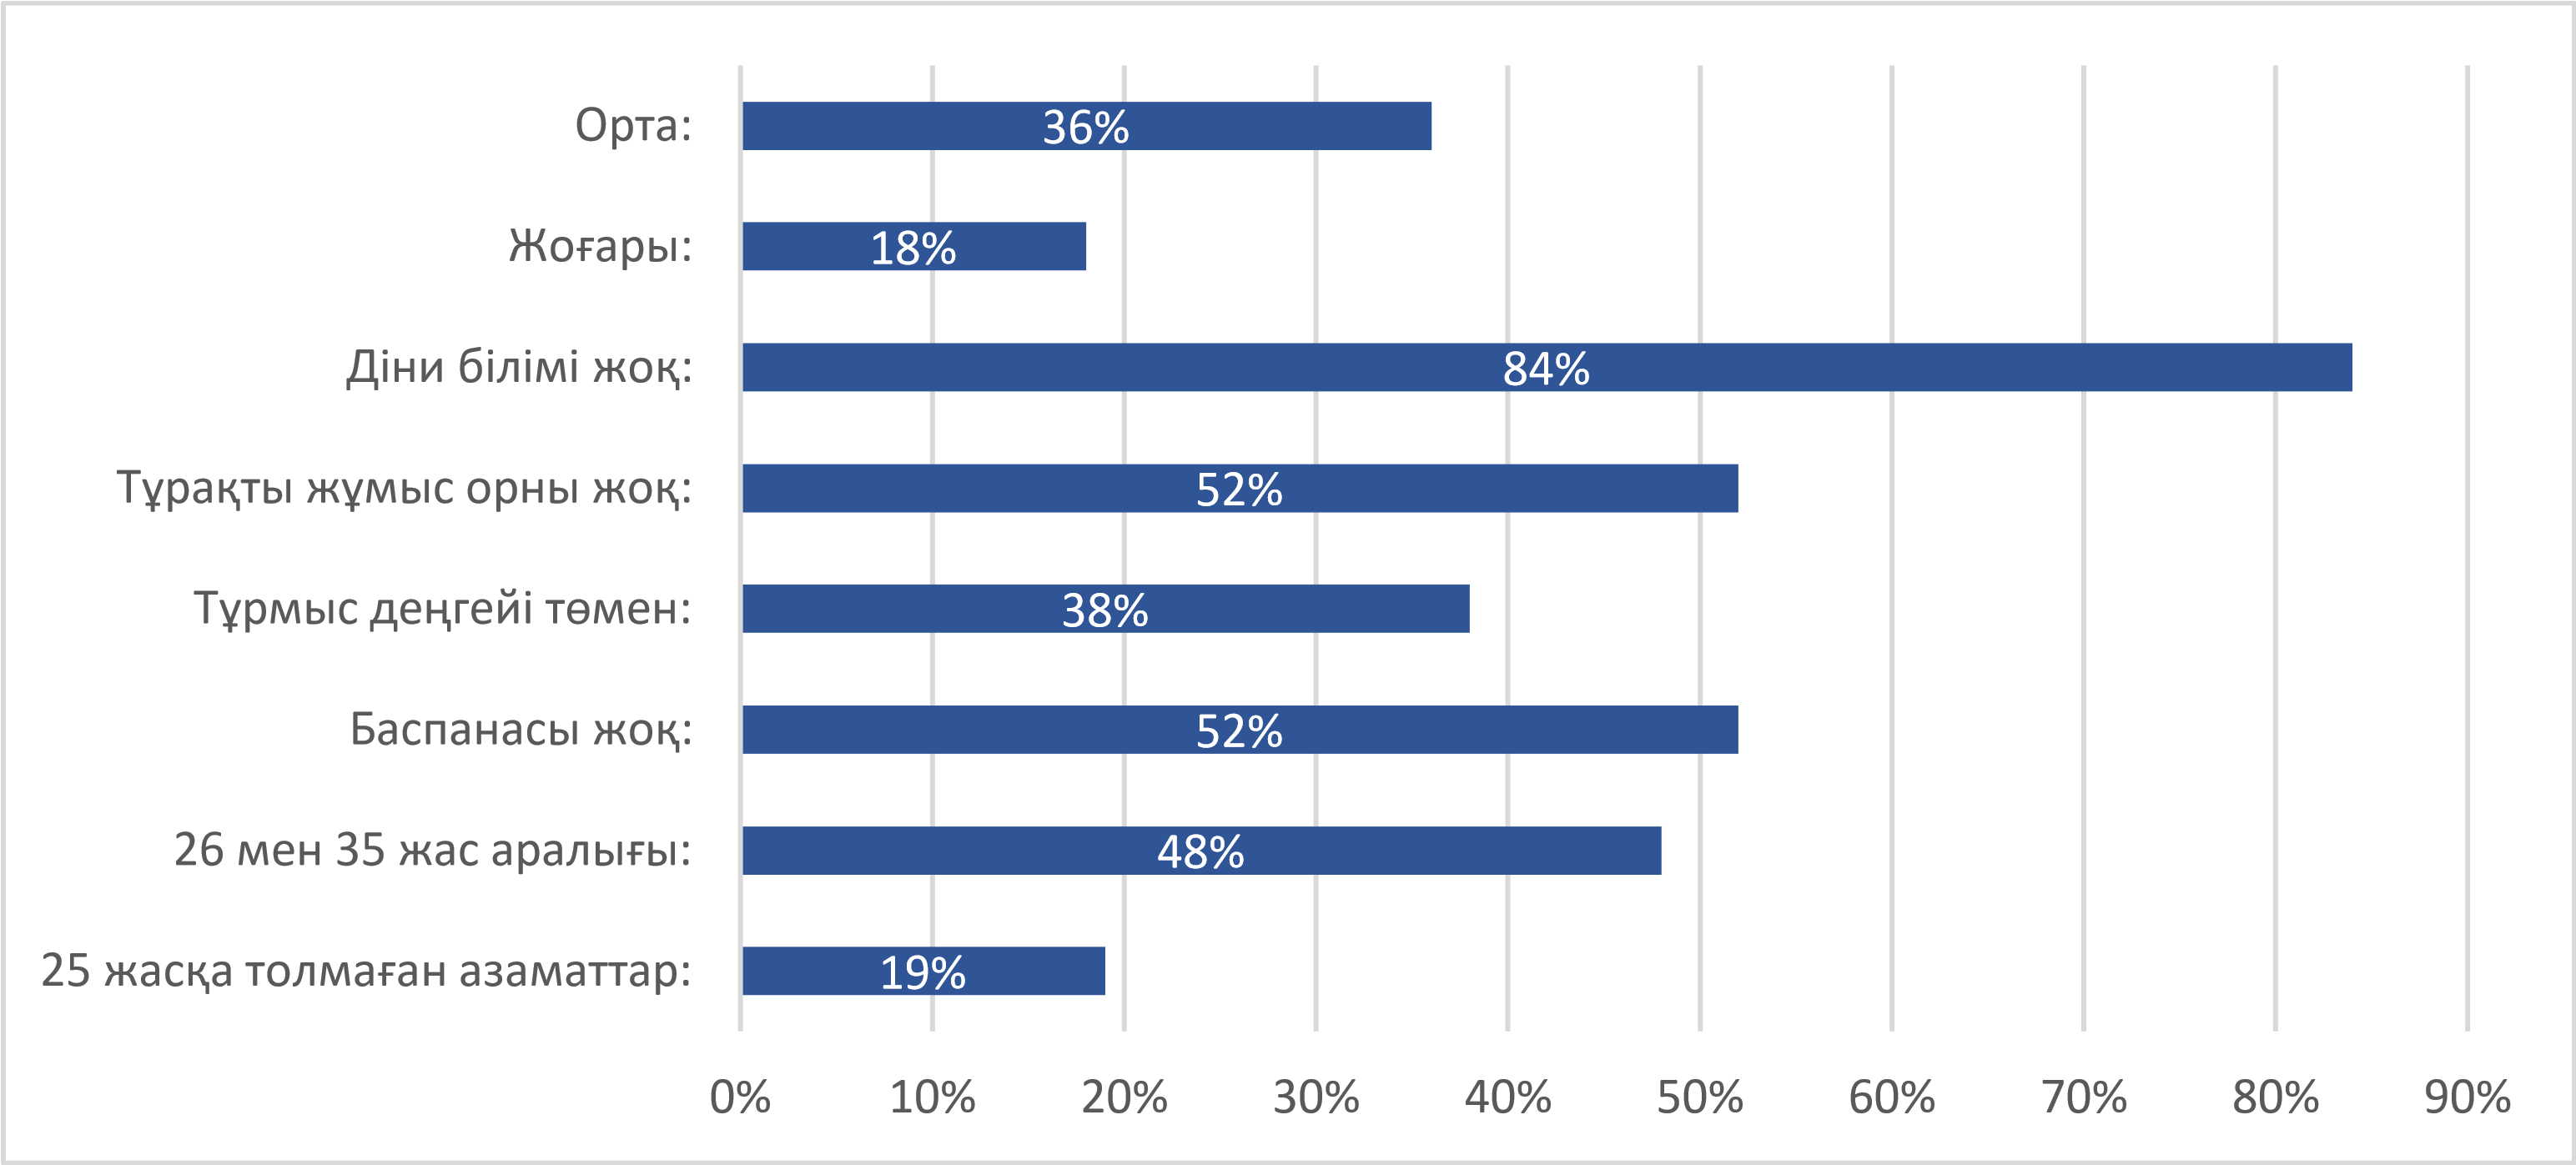 Орта: 36%
Жоғары: 18%
Діни білімі жоқ: 84%
Тұрақты жұмыс орны жоқ: 52%
Тұрмыс деңгейі төмен: 38%
Баспанасы жоқ: 52%
26 мен 35 жас аралығы: 48%
25 жасқа толмаған азаматтар: 19%
0% 10% 20% 30% 40% 50% 60% 70% 80% 90%